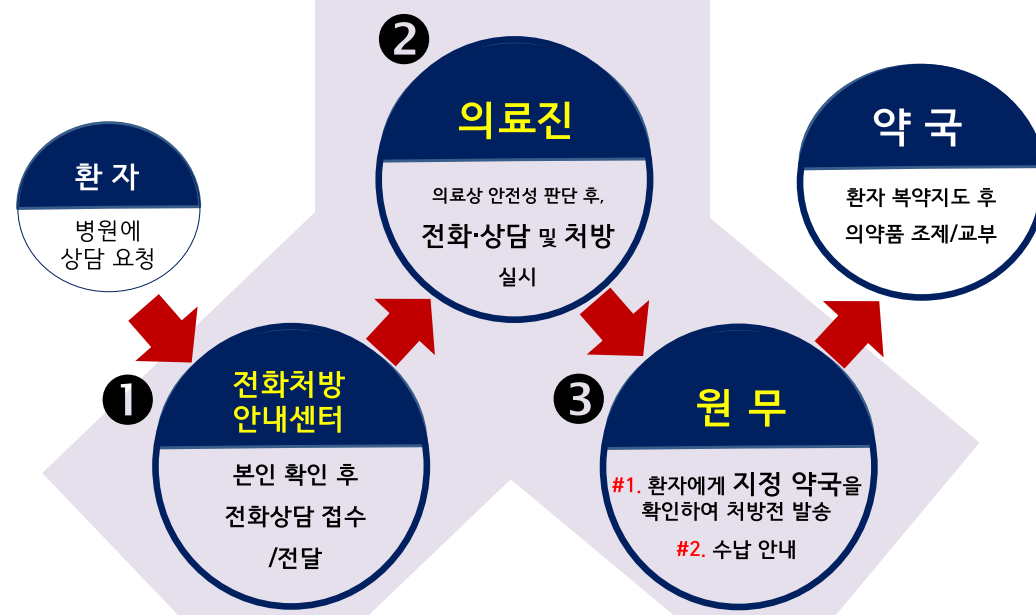 환 자
병원에
상담 요청
❶
전화처방
안내센터
본인 확인 후
전화상담 접수
/전달
❷
의료진
의료상 안전성 판단 후,
전화·상담 및 처방
실시
❸
원 무
#1. 환자에게 지정 약국을
확인하여 처방전 발송
#2. 수납 안내
약 국
환자 복약지도 후
의약품 조제/교부